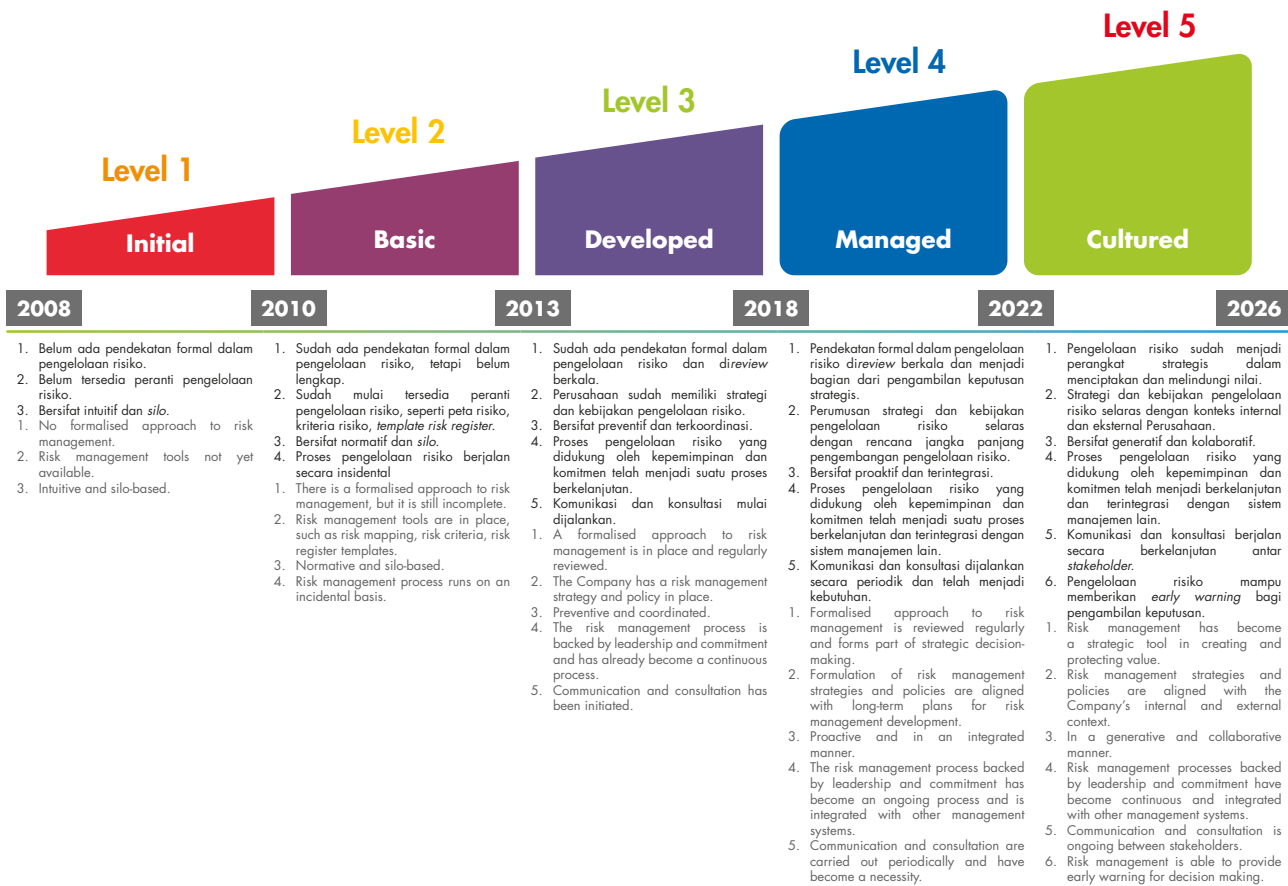 Level 1
Level 2
Level 3
Level 4
Level 5
Initial
Basic
Developed
Managed
Cultured
2008
2010
2013
2018
2022
2026
1. Belum ada pendekatan formal dalam
pengelolaan risiko.
2. Belum tersedia peranti pengelolaan
risiko.
3. Bersifat intuitif dan silo.
1. No formalised approach to risk
management.
2. Risk management tools not yet
available.
3. Intuitive and silo-based.
1. Sudah ada pendekatan formal dalam
pengelolaan risiko, tetapi belum
lengkap.
2. Sudah mulai tersedia peranti
pengelolaan risiko, seperti peta risiko,
kriteria risiko, template risk register.
3. Bersifat normatif dan silo.
4. Proses pengelolaan risiko berjalan
secara insidental
1. There is a formalised approach to risk
management, but it is still incomplete.
2. Risk management tools are in place,
such as risk mapping, risk criteria, risk
register templates.
3. Normative and silo-based.
4. Risk management process runs on an
incidental basis.
1. Sudah ada pendekatan formal dalam
pengelolaan risiko dan direview
berkala.
2. Perusahaan sudah memiliki strategi
dan kebijakan pengelolaan risiko.
3. Bersifat preventif dan terkoordinasi.
4. Proses pengelolaan risiko yang
didukung oleh kepemimpinan dan
komitmen telah menjadi suatu proses
berkelanjutan.
5. Komunikasi dan konsultasi mulai
dijalankan.
1. A formalised approach to risk
management is in place and regularly
reviewed.
2. The Company has a risk management
strategy and policy in place.
3. Preventive and coordinated.
4. The risk management process is
backed by leadership and commitment
and has already become a continuous
process.
5. Communication and consultation has
been initiated.
1. Pendekatan formal dalam pengelolaan
risiko direview berkala dan menjadi
bagian dari pengambilan keputusan
strategis.
2. Perumusan strategi dan kebijakan
pengelolaan risiko selaras
dengan rencana jangka panjang
pengembangan pengelolaan risiko.
3. Bersifat proaktif dan terintegrasi.
4. Proses pengelolaan risiko yang
didukung oleh kepemimpinan dan
komitmen telah menjadi suatu proses
berkelanjutan dan terintegrasi dengan
sistem manajemen lain.
5. Komunikasi dan konsultasi dijalankan
secara periodik dan telah menjadi
kebutuhan.
1. Formalised approach to risk
management is reviewed regularly
and forms part of strategic decision-
making.
2. Formulation of risk management
strategies and policies are aligned
with long-term plans for risk
management development.
3. Proactive and in an integrated
manner.
4. The risk management process backed
by leadership and commitment has
become an ongoing process and is
integrated with other management
systems.
5. Communication and consultation are
carried out periodically and have
become a necessity.
1. Pengelolaan risiko sudah menjadi
perangkat strategis dalam
menciptakan dan melindungi nilai.
2. Strategi dan kebijakan pengelolaan
risiko selaras dengan konteks internal
dan eksternal Perusahaan.
3. Bersifat generatif dan kolaboratif.
4. Proses pengelolaan risiko yang
didukung oleh kepemimpinan dan
komitmen telah menjadi berkelanjutan
dan terintegrasi dengan sistem
manajemen lain.
5. Komunikasi dan konsultasi berjalan
secara berkelanjutan antar
stakeholder.
6. Pengelolaan risiko mampu
memberikan early warning bagi
pengambilan keputusan.
1. Risk management has become
a strategic tool in creating and
protecting value.
2. Risk management strategies and
policies are aligned with the
Company's internal and external
context.
3. In a generative and collaborative
manner.
4. Risk management processes backed
by leadership and commitment have
become continuous and integrated
with other management systems.
5. Communication and consultation is
ongoing between stakeholders.
6. Risk management is able to provide
early warning for decision making.